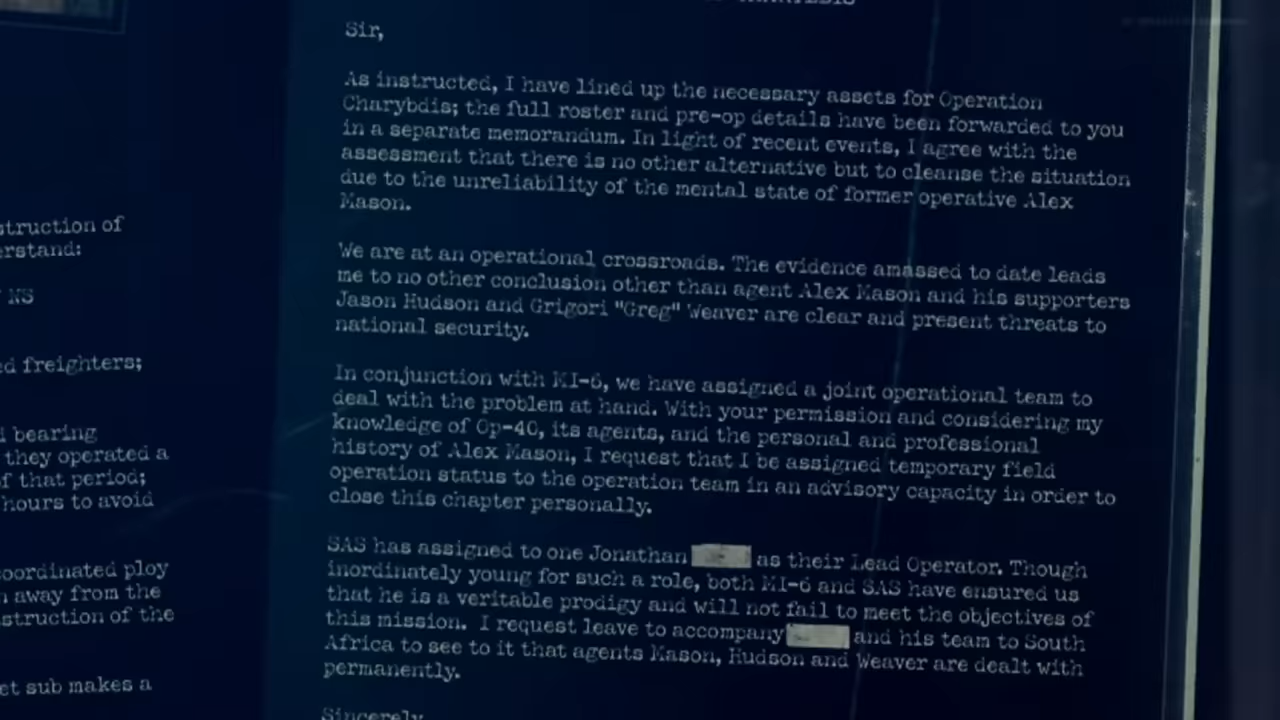 Sir,
As instructed, I have lined up the necessary assets for Operation
Charybdis; the full roster and pre-op details have been forwarded to you
in a separate memorandum. In light of recent events, I agree with the
assessment that there is no other alternative but to cleanse the situation
due to the unreliability of the mental state of former operative Alex
Mason.
We are at an operational crossroads. The evidence amassed to date leads
me to no other conclusion other than agent Alex Mason and his supporters
Jason Hudson and Grigori "Greg" Weaver are clear and present threats to
national security.
In conjunction with MI-6, we have assigned a joint operational team to
deal with the problem at hand. With your permission and considering my
knowledge of Op-40, its agents, and the personal and professional
history of Alex Mason, I request that I be assigned temporary field
operation status to the operation team in an advisory capacity in order to
close this chapter personally.
SAS has assigned to one Jonathan as their Lead Operator. Though
inordinately young for such a role, both MI-6 and SAS have ensured us
that he is a veritable prodigy and will not fail to meet the objectives of
this mission. I request leave to accompany and his team to South
Africa to see to it that agents Mason, Hudson and Weaver are dealt with
permanently.
Sincerely
struction of
erstand:
NS
ed freighters;
bearing
they operated a
of that period;
hours to avoid
coordinated ploy
away from the
struction of the
et sub makes a